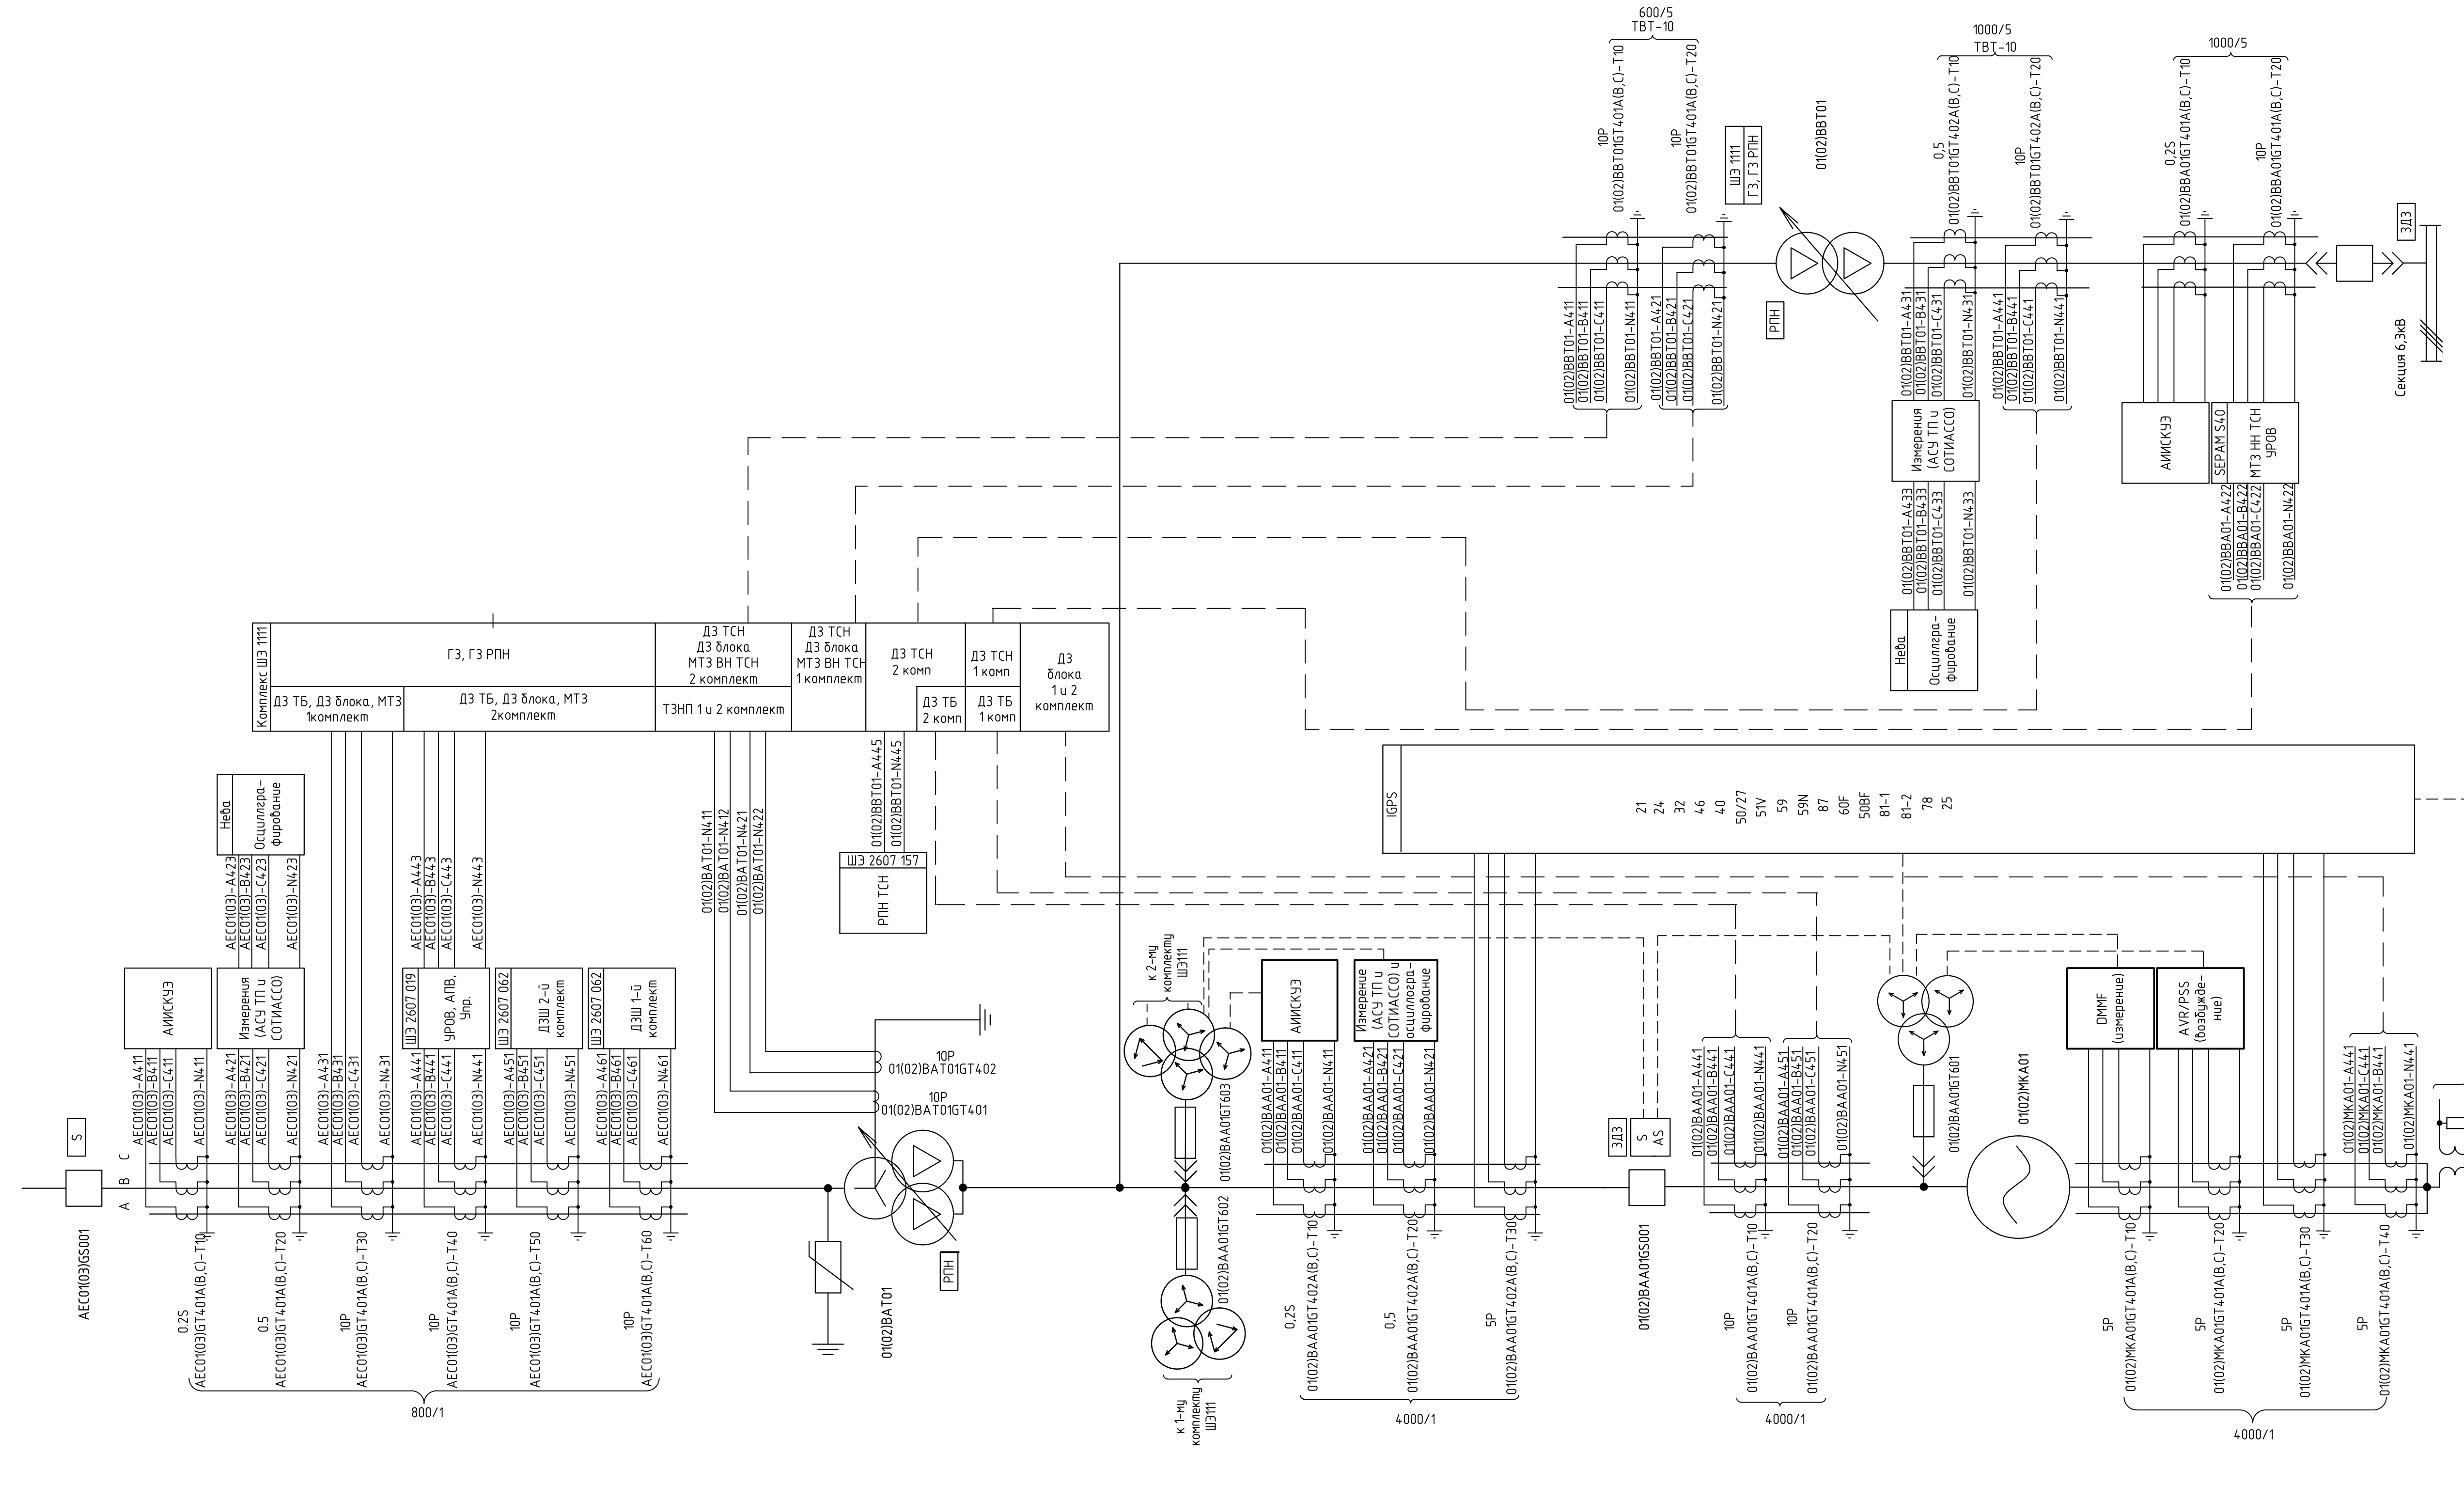 600/5
ТВТ-10
10Р
01(02)BBT01GT401A(B,C)-T10
10Р
01(02)BBT01GT401A(B,C)-T20
ШЭ 1111
ГЗ, ГЗ РПН
01(02)BBT01
1000/5
ТВТ-10
0,5
01(02)BBT01GT402A(B,C)-T10
10Р
01(02)BBT01GT402A(B,C)-T20
1000/5
0,2S
01(02)BBA01GT401A(B,C)-T10
10Р
01(02)BBA01GT401A(B,C)-T20
ЗДЗ
Секция 6,3кВ
РПН
01(02)BBT01-A411
01(02)BBT01-B411
01(02)BBT01-C411
01(02)BBT01-N411
01(02)BBT01-A421
01(02)BBT01-B421
01(02)BBT01-C421
01(02)BBT01-N421
01(02)BBT01-A431
01(02)BBT01-B431
01(02)BBT01-C431
01(02)BBT01-N431
01(02)BBT01-A441
01(02)BBT01-B441
01(02)BBT01-C441
01(02)BBT01-N441
Измерения
(АСУ ТП и
СОТИАССО)
АИИСКУЭ
SEPAM S40
МТЗ НН ТСН
УРОВ
01(02)BBT01-A433
01(02)BBT01-B433
01(02)BBT01-C433
01(02)BBT01-N433
01(02)BBA01-A422
01(02)BBA01-B422
01(02)BBA01-C422
01(02)BBA01-N422
Нева
Осциллгра-
фирование
Комплекс ШЭ 1111
ГЗ, ГЗ РПН
ДЗ ТБ, ДЗ блока, МТЗ
1комплект
ДЗ ТБ, ДЗ блока, МТЗ
2комплект
ДЗ ТСН
ДЗ блока
МТЗ ВН ТСН
2 комплект
ТЗНП 1 и 2 комплект
ДЗ ТСН
ДЗ блока
МТЗ ВН ТСН
1 комплект
ДЗ ТСН
2 комп
ДЗ ТБ
2 комп
ДЗ ТСН
1 комп
ДЗ ТБ
1 комп
ДЗ
блока
1 и 2
комплект
IGPS
21
24
32
46
40
50/27
51V
59
59N
87
60F
50BF
81-1
81-2
78
25
Нева
Осциллгра-
фирование
AEC01(03)-A423
AEC01(03)-B423
AEC01(03)-C423
AEC01(03)-N423
AEC01(03)-A443
AEC01(03)-B443
AEC01(03)-C443
AEC01(03)-N443
01(02)BAT01-N411
01(02)BAT01-N412
01(02)BAT01-N421
01(02)BAT01-N422
01(02)BBT01-A445
01(02)BBT01-N445
ШЭ 2607 157
РПН ТСН
АИИСКУЭ
Измерения
(АСУ ТП и
СОТИАССО)
ШЭ 2607 019
УРОВ, АПВ,
Упр.
ШЭ 2607 062
ДЗШ 2-й
комплект
ШЭ 2607 062
ДЗШ 1-й
комплект
AEC01(03)-A411
AEC01(03)-B411
AEC01(03)-C411
AEC01(03)-N411
AEC01(03)-A421
AEC01(03)-B421
AEC01(03)-C421
AEC01(03)-N421
AEC01(03)-A431
AEC01(03)-B431
AEC01(03)-C431
AEC01(03)-N431
AEC01(03)-A441
AEC01(03)-B441
AEC01(03)-C441
AEC01(03)-N441
AEC01(03)-A451
AEC01(03)-B451
AEC01(03)-C451
AEC01(03)-N451
AEC01(03)-A461
AEC01(03)-B461
AEC01(03)-C461
AEC01(03)-N461
S
A B C
AEC01(03)GS001
0.2S
AEC01(03)GT401A(B,C)-T10
0.5
AEC01(03)GT401A(B,C)-T20
10Р
AEC01(03)GT401A(B,C)-T30
10Р
AEC01(03)GT401A(B,C)-T40
10Р
AEC01(03)GT401A(B,C)-T50
10Р
AEC01(03)GT401A(B,C)-T60
800/1
10Р
01(02)BAT01GT402
10Р
01(02)BAT01GT401
РПН
01(02)BAT01
к 2-му
комплекту
ШЭ111
01(02)BAA01GT603
01(02)BAA01GT602
к 1-му
комплекту
ШЭ111
АИИСКУЭ
Измерение
(АСУ ТП и
СОТИАССО) и
осциллогра-
фирование
01(02)BAA01-A411
01(02)BAA01-B411
01(02)BAA01-C411
01(02)BAA01-N411
01(02)BAA01-A421
01(02)BAA01-B421
01(02)BAA01-C421
01(02)BAA01-N421
0,2S
01(02)BAA01GT402A(B,C)-T10
0,5
01(02)BAA01GT402A(B,C)-T20
5Р
01(02)BAA01GT402A(B,C)-T30
4000/1
ЗДЗ
S
AS
01(02)BAA01GS001
01(02)BAA01-A441
01(02)BAA01-B441
01(02)BAA01-C441
01(02)BAA01-N441
01(02)BAA01-A451
01(02)BAA01-B451
01(02)BAA01-C451
01(02)BAA01-N451
10Р
01(02)BAA01GT401A(B,C)-T10
10Р
01(02)BAA01GT401A(B,C)-T20
4000/1
01(02)BAA01GT601
01(02)MKA01
DMMF
(измерение)
AVR/PSS
(возбужде-
ние)
01(02)MKA01-A441
01(02)MKA01-C441
01(02)MKA01-B441
01(02)MKA01-N441
5Р
01(02)MKA01GT401A(B,C)-T10
5Р
01(02)MKA01GT401A(B,C)-T20
5Р
01(02)MKA01GT401A(B,C)-T30
5Р
01(02)MKA01GT401A(B,C)-T40
4000/1